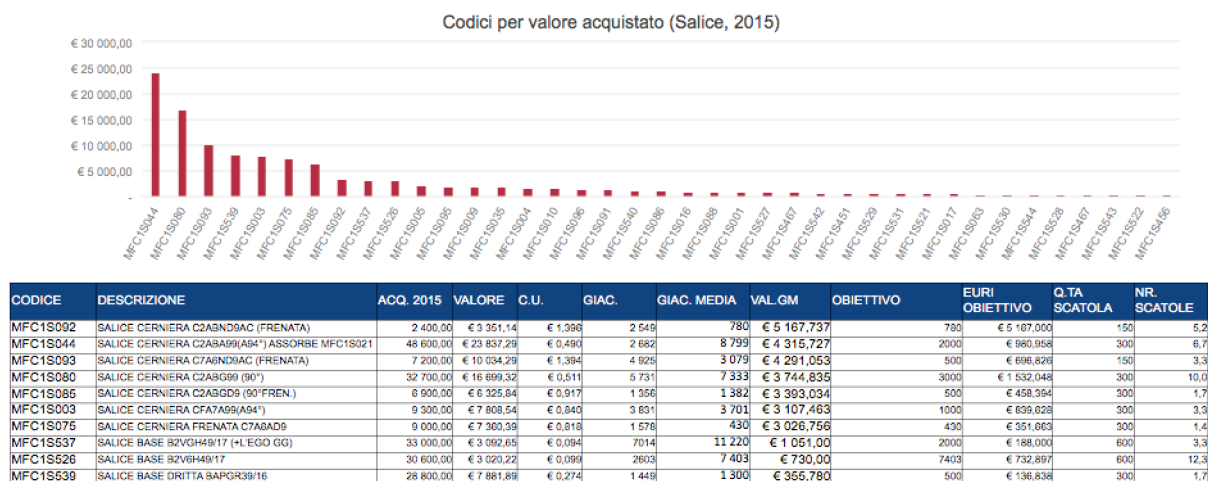 Codici per valore acquistato (Salice, 2015)
€ 30 000,00
€ 25 000,00
€ 20 000,00
€ 15 000,00
€ 10 000,00
€ 5 000,00
-
MFC1S044 MFC1S080 MFC1S093 MFC1S539 MFC1S003 MFC1S075 MFC1S085 MFC1S092 MFC1S537 MFC1S526 MFC1S005 MFC1S095 MFC1S009 MFC1S035 MFC1S004 MFC1S010 MFC1S096 MFC1S091 MFC1S540 MFC1S086 MFC1S016 MFC1S088 MFC1S001 MFC1S527 MFC1S467 MFC1S542 MFC1S451 MFC1S529 MFC1S531 MFC1S521 MFC1S017 MFC1S063 MFC1S530 MFC1S544 MFC1S528 MFC1S467 MFC1S543 MFC1S522 MFC1S456
CODICE DESCRIZIONE ACQ. 2015 VALORE C.U. GIAC. GIAC. MEDIA VAL.GM OBIETTIVO EURI OBIETTIVO Q.TA SCATOLA NR. SCATOLE
MFC1S092 SALICE CERNIERA C2ABND9AC (FRENATA) 2 400,00 € 3 351,14 € 1,396 2 549 780 € 5 167,737 780 € 5 167,000 150 5,2
MFC1S044 SALICE CERNIERA C2ABA99(A94°) ASSORBE MFC1S021 48 600,00 € 23 837,29 € 0,490 2 682 8 799 € 4 315,727 2000 € 980,958 300 6,7
MFC1S093 SALICE CERNIERA C7A6ND9AC (FRENATA) 7 200,00 € 10 034,29 € 1,394 4 925 3 079 € 4 291,053 500 € 696,826 150 3,3
MFC1S080 SALICE CERNIERA C2ABG99 (90°) 32 700,00 € 16 699,32 € 0,511 5 731 7 333 € 3 744,835 3000 € 1 532,048 300 10,0
MFC1S085 SALICE CERNIERA C2ABGD9 (90°FREN.) 6 900,00 € 6 325,84 € 0,917 1 356 1 382 € 3 393,034 500 € 458,394 300 1,7
MFC1S003 SALICE CERNIERA CFA7A99(A94°) 9 300,00 € 7 808,54 € 0,840 3 831 3 701 € 3 107,463 1000 € 839,628 300 3,3
MFC1S075 SALICE CERNIERA FRENATA C7A6AD9 9 000,00 € 7 360,39 € 0,818 1 578 430 € 3 026,756 430 € 351,663 300 1,4
MFC1S537 SALICE BASE B2VGH49/17 (+L'EGO GG) 33 000,00 € 3 092,65 € 0,094 7014 11 220 € 1 051,00 2000 € 188,000 600 3,3
MFC1S526 SALICE BASE B2V6H49/17 30 600,00 € 3 020,22 € 0,099 2603 7 403 € 730,00 7403 € 732,897 600 12,3
MFC1S539 SALICE BASE DRITTA BAPGR39/16 28 800,00 € 7 881,89 € 0,274 1 449 1 300 € 355,780 500 € 136,838 300 1,7